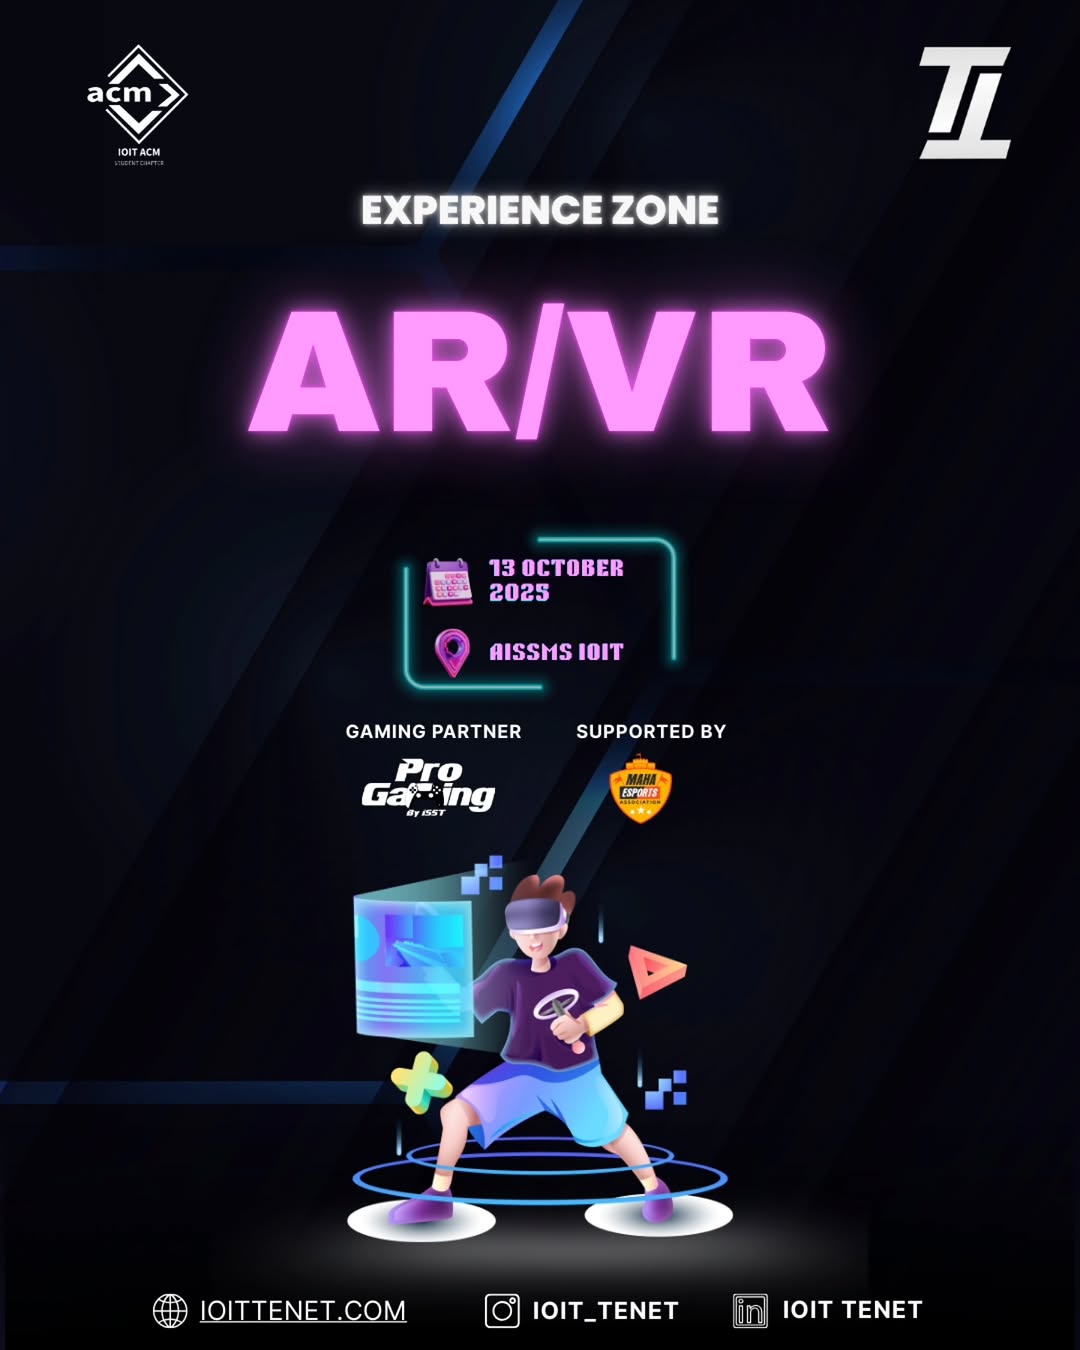 acm
IOIT ACM
STUDENT CHAPTER
EXPERIENCE ZONE
AR/VR
13 OCTOBER
2025
AISSMS IOIT
GAMING PARTNER
Pro
Gaming
By iSST
SUPPORTED BY
MAHA
ESPORTS
ASSOCIATION
IOITTENET.COM
IOIT_TENET
in
IOIT TENET